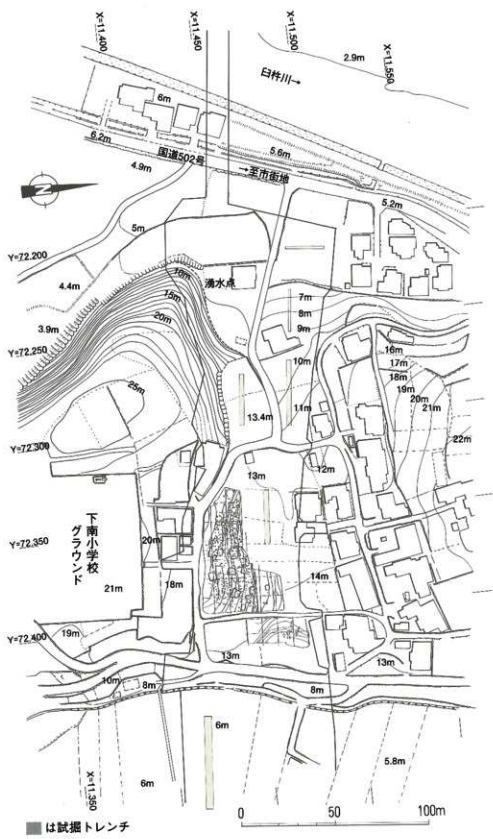 X=11.400
X=11.450
X=11.500
X=11.550
2.9m
臼杵川→
6m
6.2m
国道502号
5.6m
4.9m
→至市街地
5.2m
N
5m
Y=72.200
4.4m
湧水点
10m
15m
20m
7m
8m
9m
3.9m
Y=72.250
10m
16m
17m
18m
19m
20m
21m
25m
11m
13.4m
22m
Y=72.300
13m
12m
下南小学校
グラウンド
Y=72.350
20m
21m
18m
14m
Y=72.400
19m
13m
13m
10m
8m
8m
6m
5.8m
6m
X=11.350
は試掘トレンチ
0 50 100m